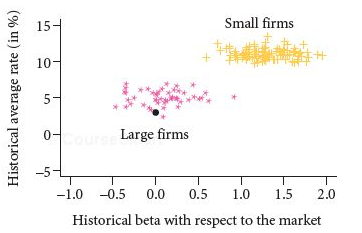 Historical average rate (in %)
15
10
5
0
−5
Small firms
Large firms
−1.0 −0.5 0.0 0.5 1.0 1.5 2.0
Historical beta with respect to the market